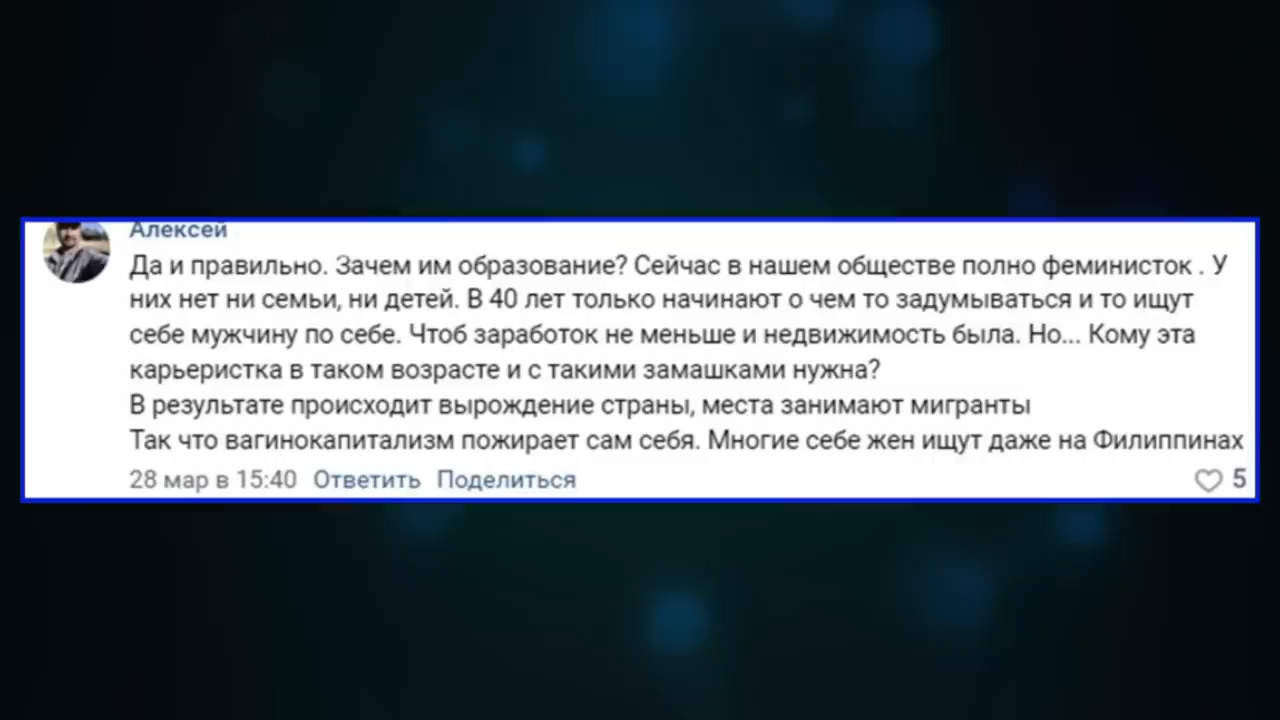 Алексей
Да и правильно. Зачем им образование? Сейчас в нашем обществе полно феминисток . У
них нет ни семьи, ни детей. В 40 лет только начинают о чем то задумываться и то ищут
себе мужчину по себе. Чтоб заработок не меньше и недвижимость была. Но... Кому эта
карьеристка в таком возрасте и с такими замашками нужна?
В результате происходит вырождение страны, места занимают мигранты
Так что вагинокапитализм пожирает сам себя. Многие себе жен ищут даже на Филиппинах
28 мар в 15:40 Ответить Поделиться 5